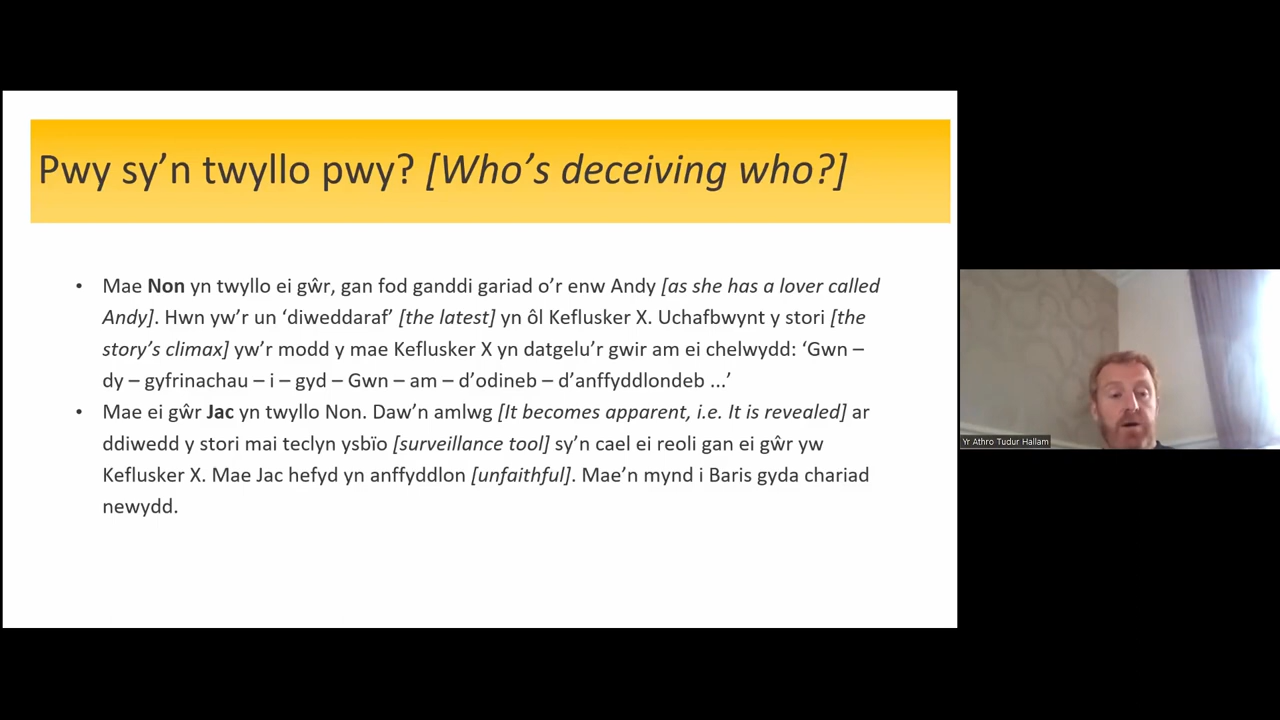 Pwy sy’n twyllo pwy? [Who’s deceiving who?]
• Mae Non yn twyllo ei gŵr, gan fod ganddi gariad o’r enw Andy [as she has a lover called
Andy]. Hwn yw’r un ‘diweddaraf’ [the latest] yn ôl Keflusker X. Uchafbwynt y stori [the
story’s climax] yw’r modd y mae Keflusker X yn datgelu’r gwir am ei chelwydd: ‘Gwn –
dy – gyfrinachau – i – gyd – Gwn – am – d’odineb – d’anffyddlondeb ...’
• Mae ei gŵr Jac yn twyllo Non. Daw’n amlwg [It becomes apparent, i.e. It is revealed] ar
ddiwedd y stori mai teclyn ysbïo [surveillance tool] sy’n cael ei reoli gan ei gŵr yw
Keflusker X. Mae Jac hefyd yn anffyddlon [unfaithful]. Mae’n mynd i Baris gyda chariad
newydd.
Yr Athro Tudur Hallam